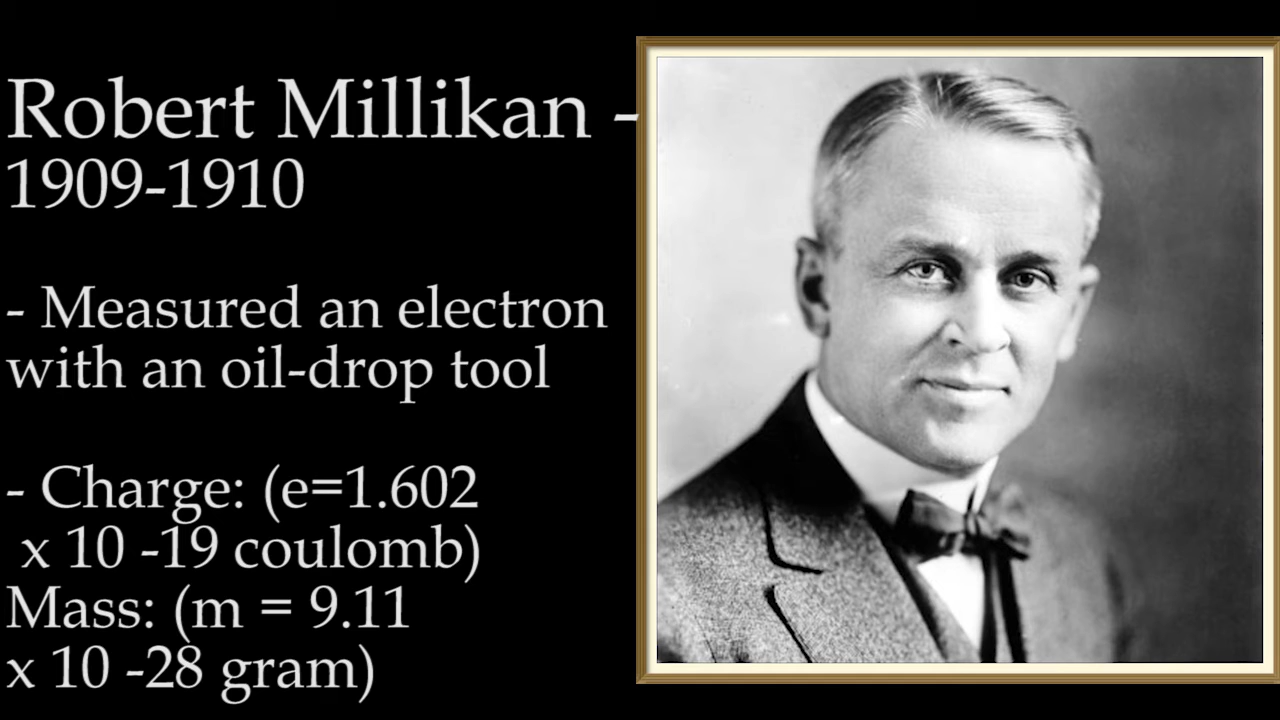 Robert Millikan -
1909-1910
- Measured an electron
with an oil-drop tool
- Charge: (e=1.602
x 10 -19 coulomb)
Mass: (m = 9.11
x 10 -28 gram)